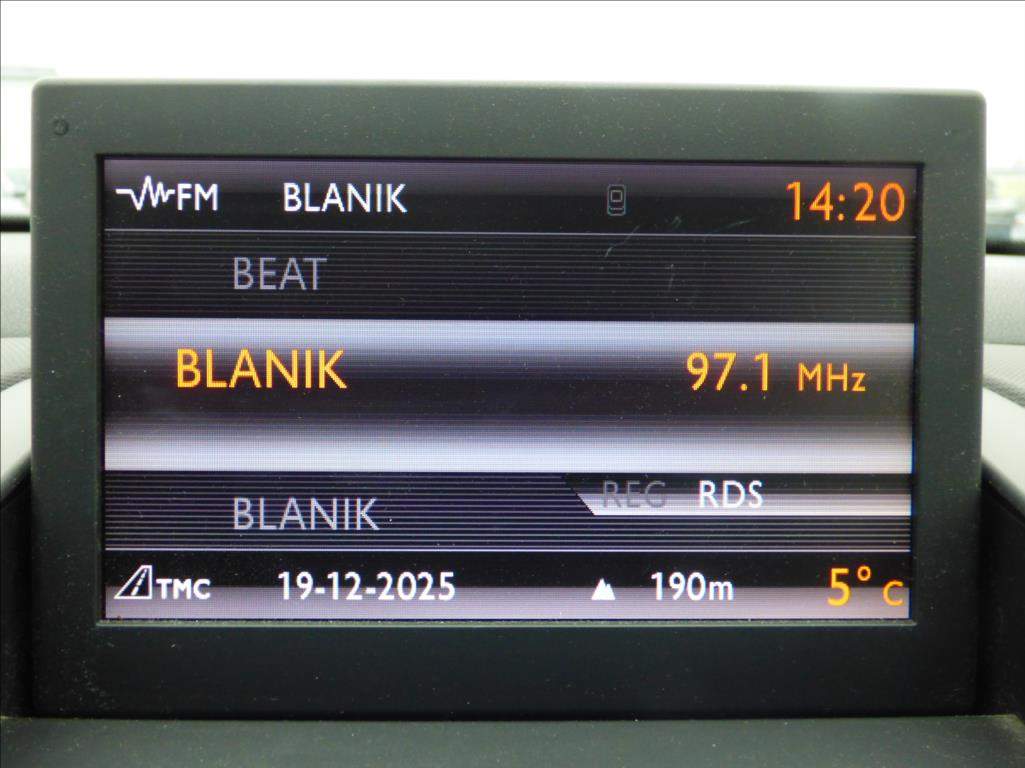 FM BLANIK 14:20
BEAT
BLANIK 97.1 MHz
REG RDS
BLANIK
TMC 19-12-2025 190m 5° C